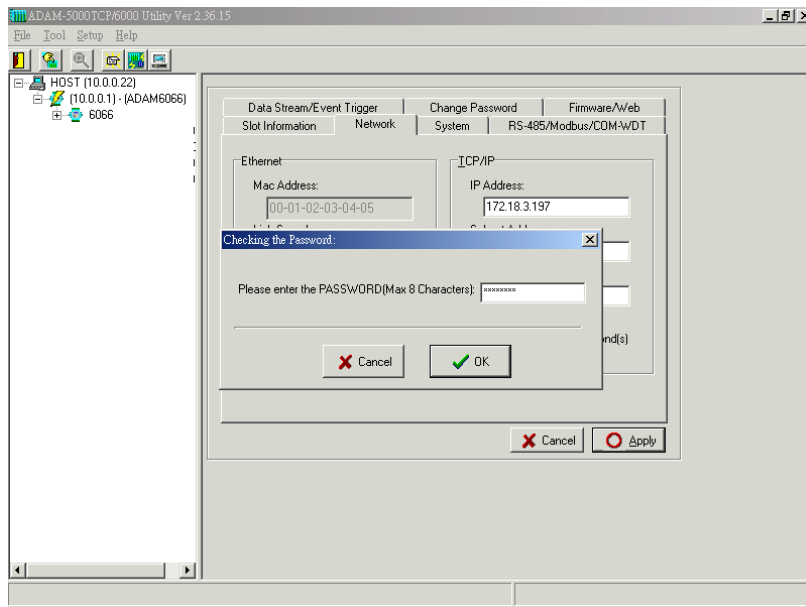 ADAM-5000TCP/6000 Utility Ver 2.36.15
File Tool Setup Help
HOST (10.0.0.22)
(10.0.0.1) - (ADAM6066)
6066
Data Stream/Event Trigger Change Password Firmware/Web
Slot Information Network System RS-485/Modbus/COM-WDT
Ethernet
Mac Address:
00-01-02-03-04-05
TCP/IP
IP Address:
172.18.3.197
Checking the Password:
Please enter the PASSWORD(Max 8 Characters):
xxxxxxxx
Cancel OK
Cancel Apply